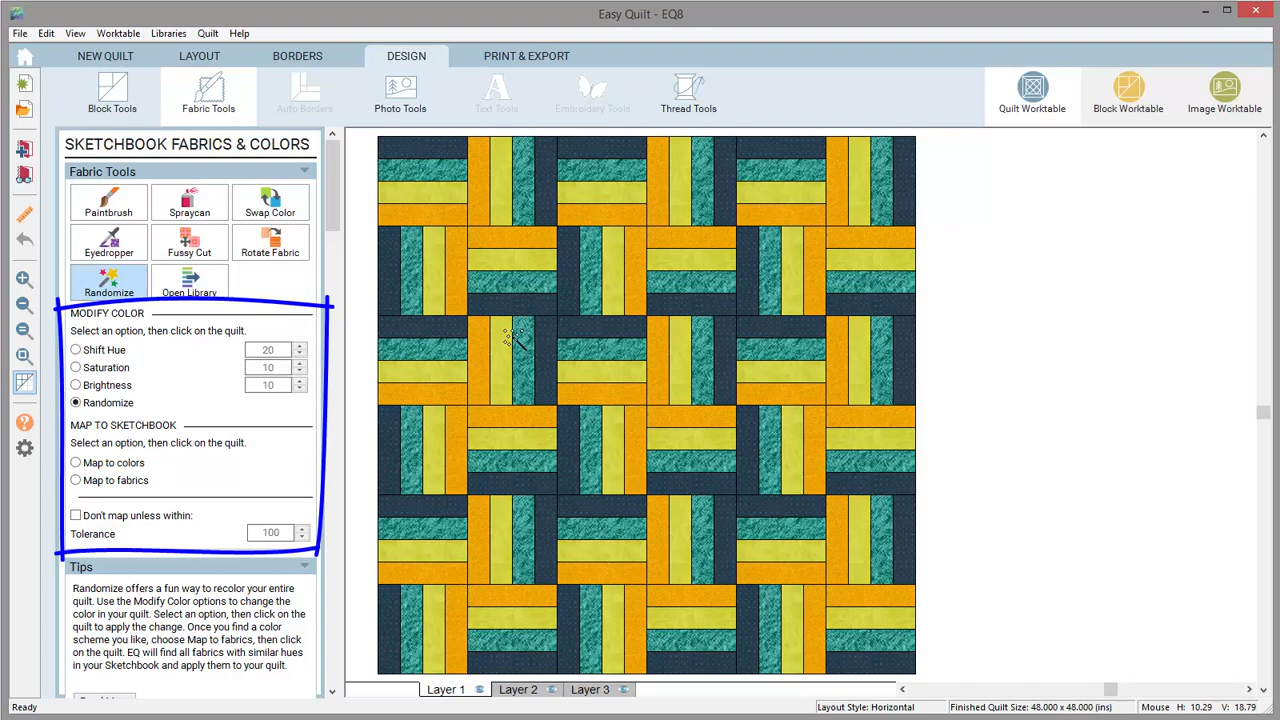 Easy Quilt - EQ8
File Edit View Worktable Libraries Quilt Help
NEW QUILT LAYOUT BORDERS DESIGN PRINT & EXPORT
Block Tools Fabric Tools Auto Borders Photo Tools Text Tools Embroidery Tools Thread Tools Quilt Worktable Block Worktable Image Worktable
SKETCHBOOK FABRICS & COLORS
Fabric Tools
Paintbrush Spraycan Swap Color
Eyedropper Fussy Cut Rotate Fabric
Randomize Open Library
MODIFY COLOR
Select an option, then click on the quilt.
Shift Hue 20
Saturation 10
Brightness 10
Randomize
MAP TO SKETCHBOOK
Select an option, then click on the quilt.
Map to colors
Map to fabrics
Don't map unless within:
Tolerance 100
Tips
Randomize offers a fun way to recolor your entire
quilt. Use the Modify Color options to change the
color in your quilt. Select an option, then click on the
quilt to apply the change. Once you find a color
scheme you like, choose Map to fabrics, then click
on the quilt. EQ will find all fabrics with similar hues
in your Sketchbook and apply them to your quilt.
Layer 1 Layer 2 Layer 3
Ready Layout Style: Horizontal Finished Quilt Size: 48.000 x 48.000 (ins) Mouse H: 10.29 V: 18.79